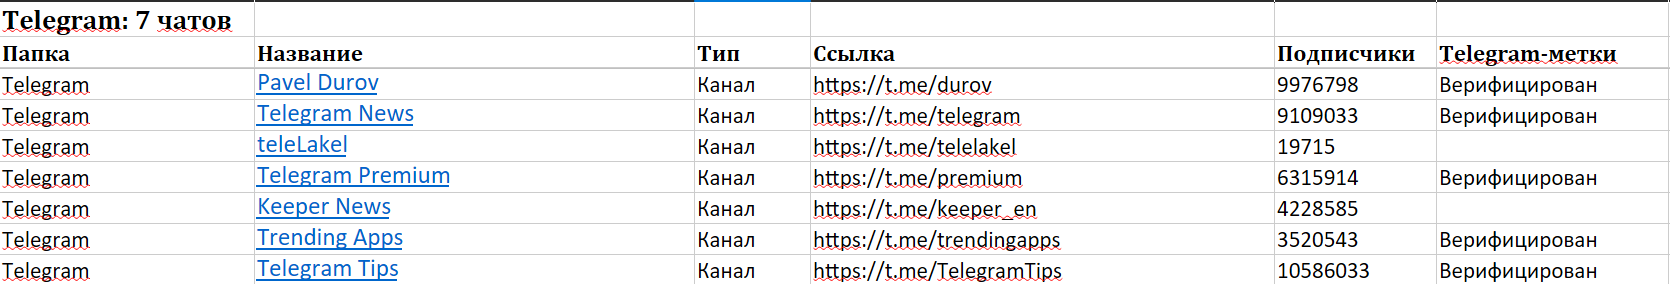 Telegram: 7 чатов
Папка Название Тип Ссылка Подписчики Telegram-метки
Telegram Pavel Durov Канал https://t.me/durov 9976798 Верифицирован
Telegram Telegram News Канал https://t.me/telegram 9109033 Верифицирован
Telegram teleLakel Канал https://t.me/telelakel 19715
Telegram Telegram Premium Канал https://t.me/premium 6315914 Верифицирован
Telegram Keeper News Канал https://t.me/keeper_en 4228585
Telegram Trending Apps Канал https://t.me/trendingapps 3520543 Верифицирован
Telegram Telegram Tips Канал https://t.me/TelegramTips 10586033 Верифицирован